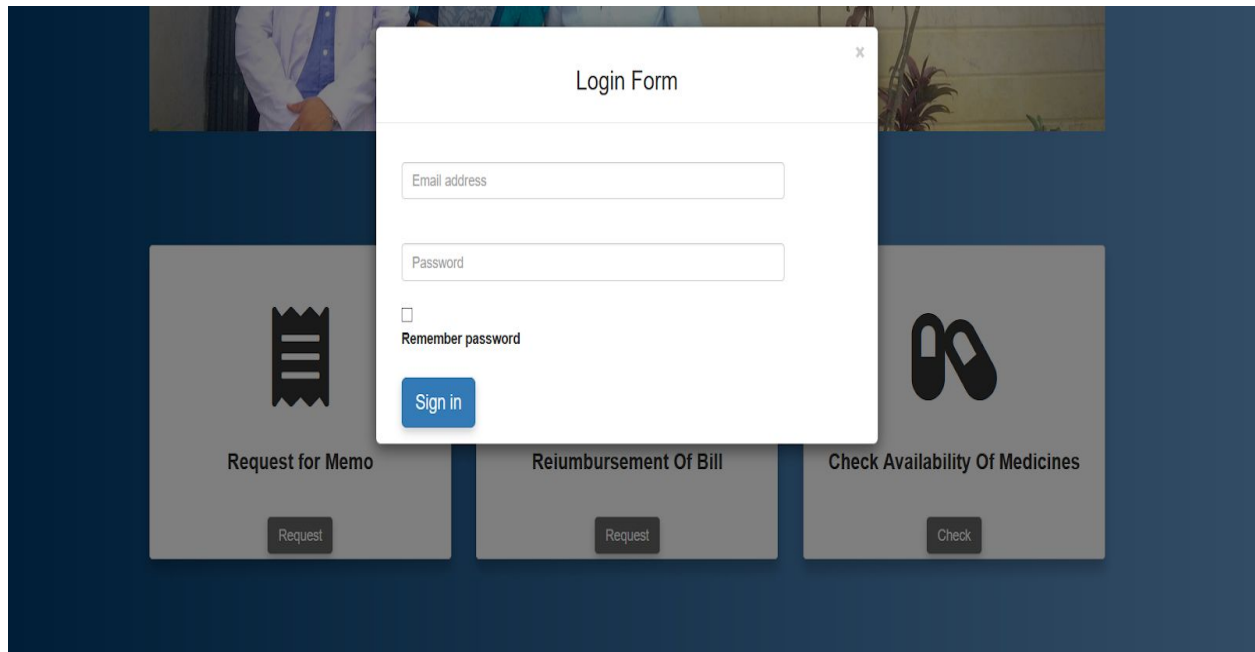 ×
Login Form
Email address
Password
Remember password
Sign in
Request for Memo
Reiumbursement Of Bill
Check Availability Of Medicines
Request
Request
Check